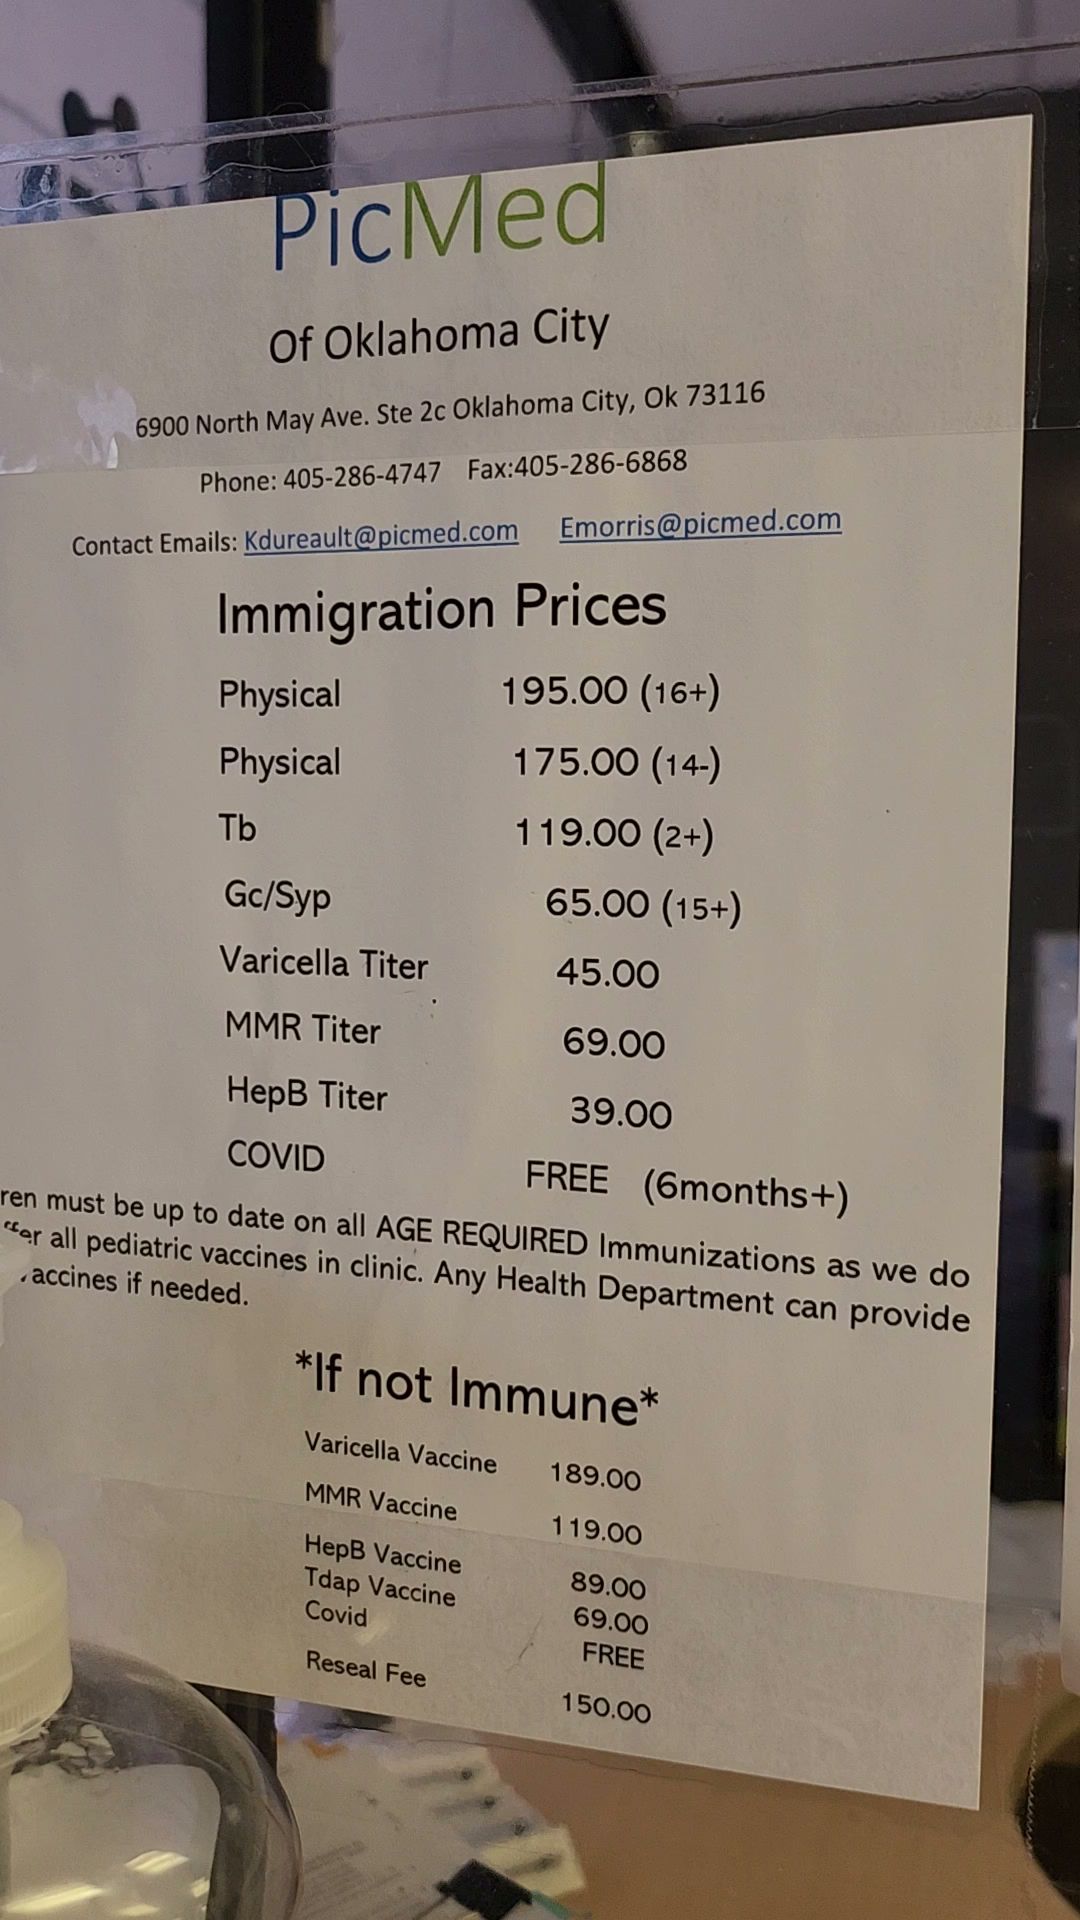 PicMed
Of Oklahoma City
6900 North May Ave. Ste 2c Oklahoma City, Ok 73116
Phone: 405-286-4747 Fax:405-286-6868
Contact Emails: Kdureault@picmed.com Emorris@picmed.com
Immigration Prices
Physical 195.00 (16+)
Physical 175.00 (14-)
Tb 119.00 (2+)
Gc/Syp 65.00 (15+)
Varicella Titer 45.00
MMR Titer 69.00
HepB Titer 39.00
COVID FREE (6months+)
ren must be up to date on all AGE REQUIRED Immunizations as we do
er all pediatric vaccines in clinic. Any Health Department can provide
accines if needed.
*If not Immune*
Varicella Vaccine 189.00
MMR Vaccine 119.00
HepB Vaccine 89.00
Tdap Vaccine 69.00
Covid FREE
Reseal Fee 150.00